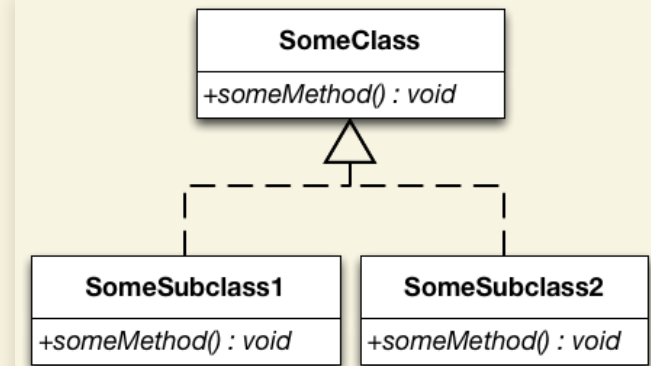 SomeClass
+someMethod() : void
SomeSubclass1
SomeSubclass2
+someMethod() : void
+someMethod() : void